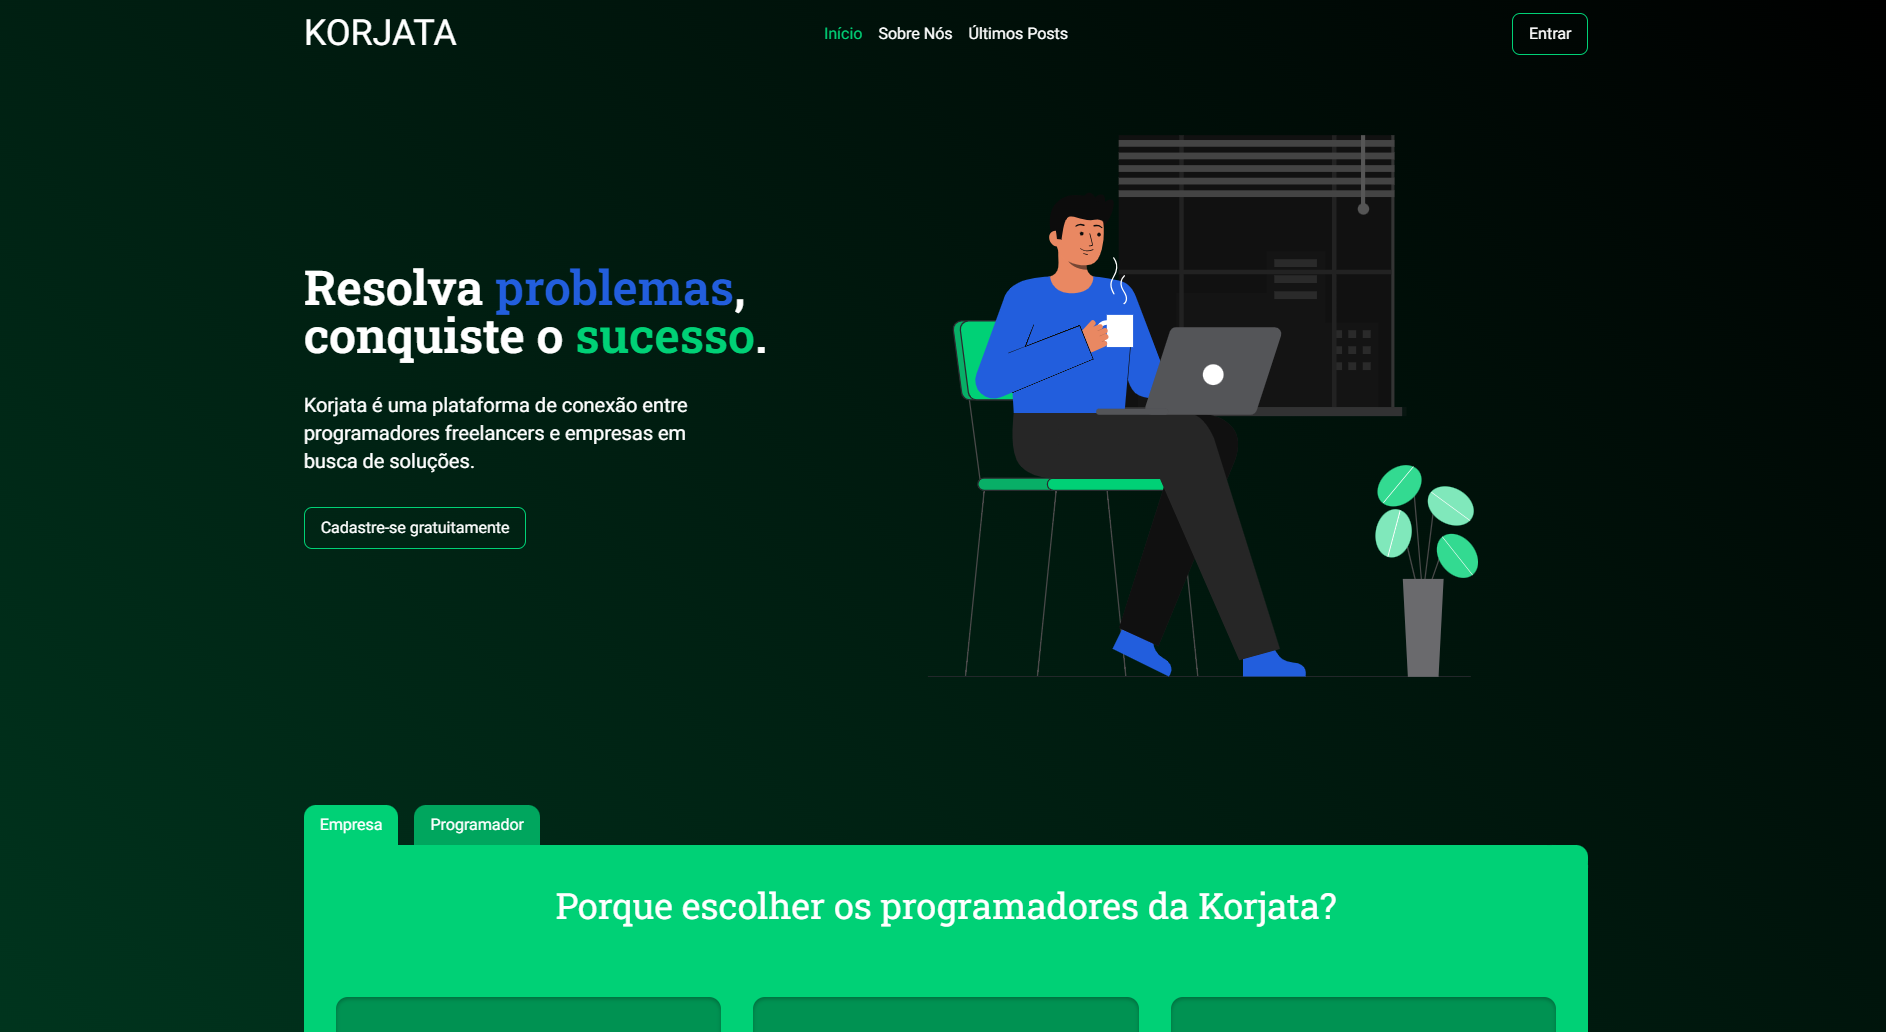 KORJATA
Início Sobre Nós Últimos Posts
Entrar
Resolva problemas,
conquiste o sucesso.
Korjata é uma plataforma de conexão entre
programadores freelancers e empresas em
busca de soluções.
Cadastre-se gratuitamente
Empresa Programador
Porque escolher os programadores da Korjata?